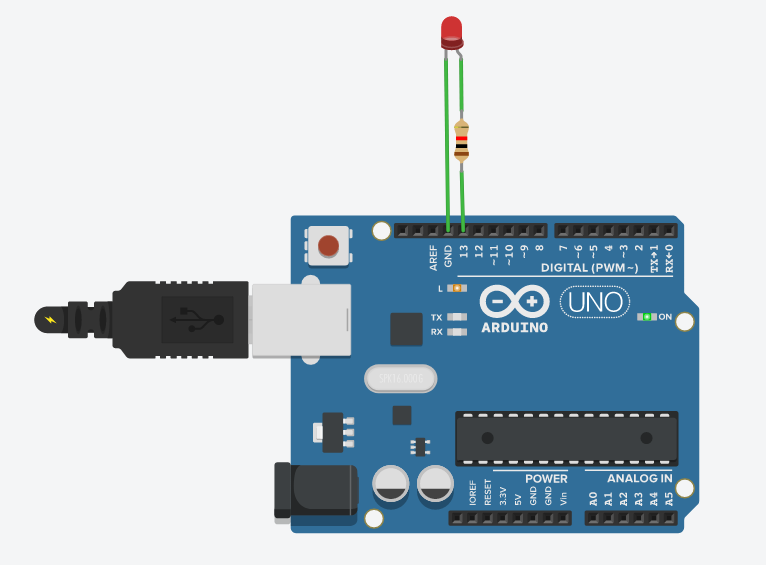 AREF
GND
13
12
~11
~10
~9
8
7
~6
~5
4
~3
2
TX→1
RX←0
DIGITAL (PWM~)
L
TX
RX
ARDUINO
UNO
ON
POWER
ANALOG IN
IOREF
RESET
3.3V
5V
GND
GND
Vin
A0
A1
A2
A3
A4
A5